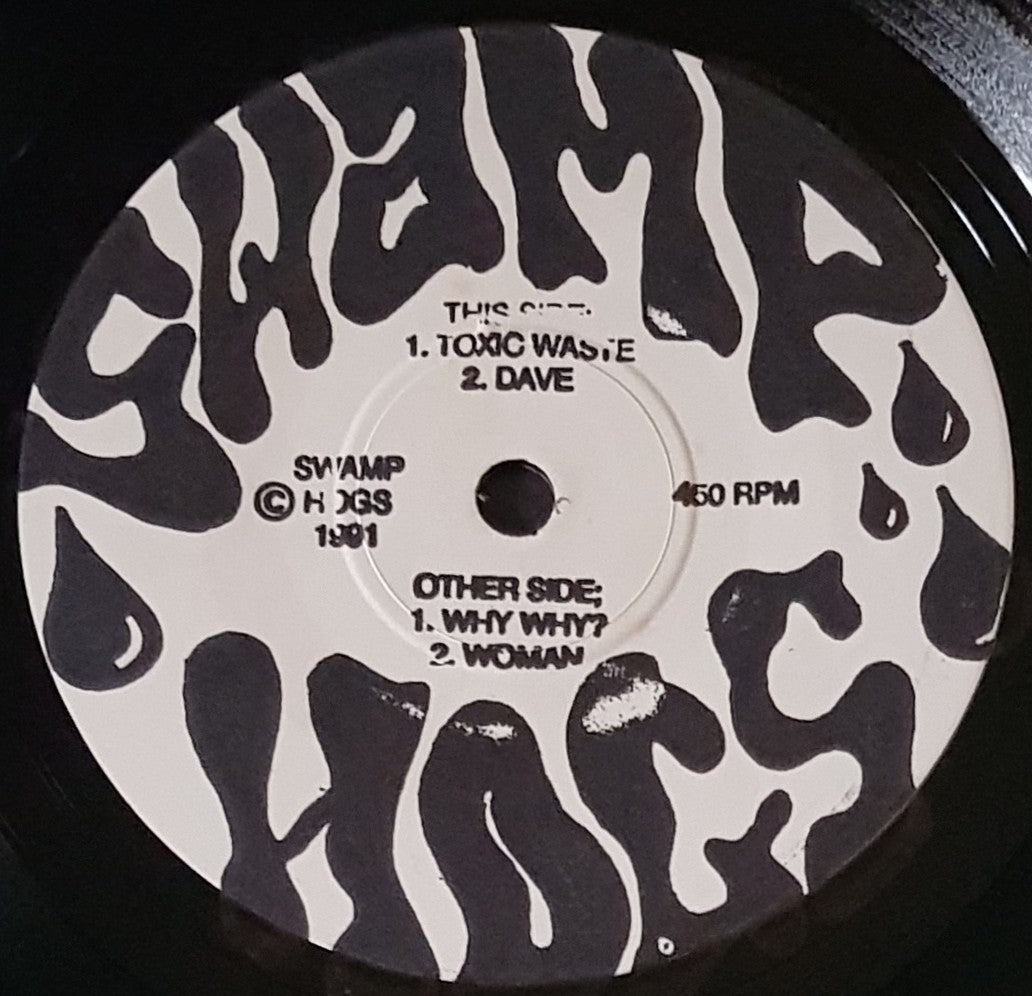 SWAMP
THIS SIDE;
1. TOXIC WASTE
2. DAVE
SWAMP
© HOGS
1991
450 RPM
OTHER SIDE;
1. WHY WHY?
2. WOMAN
HOGS